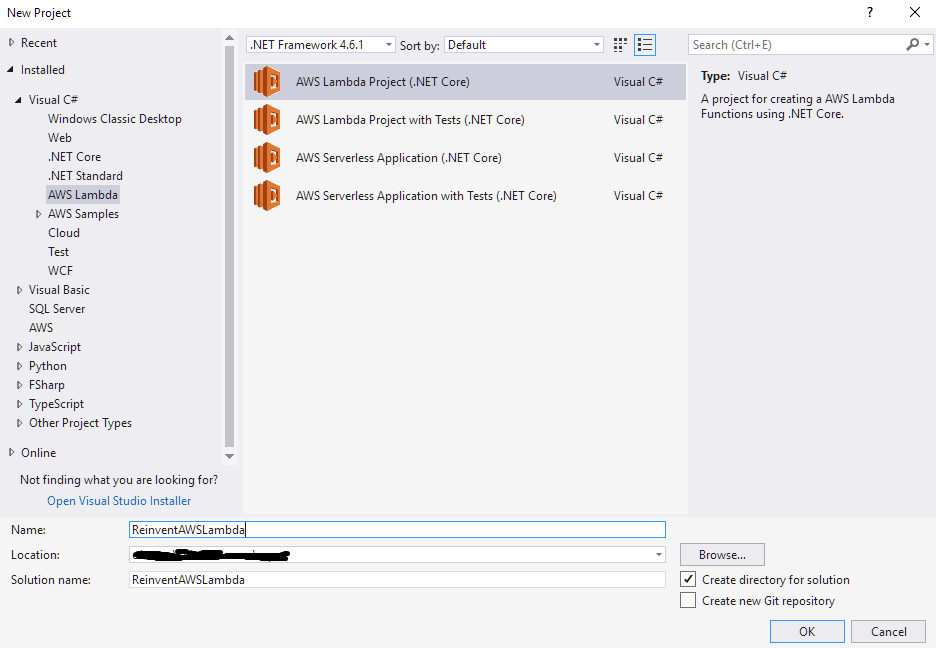 New Project
?
Recent
Installed
Visual C#
Windows Classic Desktop
Web
.NET Core
.NET Standard
AWS Lambda
AWS Samples
Cloud
Test
WCF
Visual Basic
SQL Server
AWS
JavaScript
Python
FSharp
TypeScript
Other Project Types
Online
Not finding what you are looking for?
Open Visual Studio Installer
.NET Framework 4.6.1 Sort by: Default
AWS Lambda Project (.NET Core) Visual C#
AWS Lambda Project with Tests (.NET Core) Visual C#
AWS Serverless Application (.NET Core) Visual C#
AWS Serverless Application with Tests (.NET Core) Visual C#
Search (Ctrl+E)
Type: Visual C#
A project for creating a AWS Lambda
Functions using .NET Core.
Name: ReinventAWSLambda
Location:
Browse...
Solution name: ReinventAWSLambda
Create directory for solution
Create new Git repository
OK Cancel